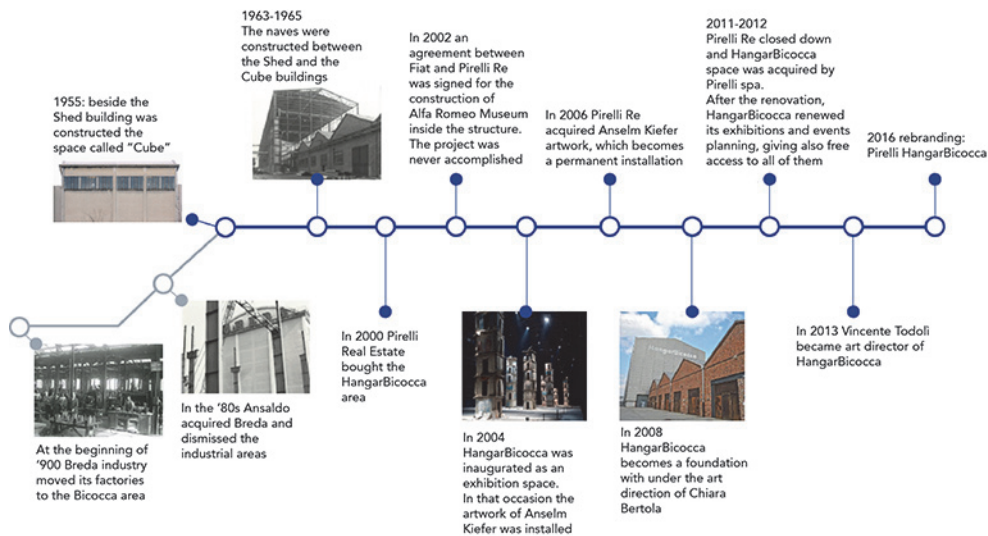 1955: beside the
Shed building was
constructed the
space called “Cube”
1963-1965
The naves were
constructed between
the Shed and the
Cube buildings
In 2002 an
agreement between
Fiat and Pirelli Re
was signed for the
construction of
Alfa Romeo Museum
inside the structure.
The project was
never accomplished
In 2006 Pirelli Re
acquired Anselm Kiefer
artwork, which becomes
a permanent installation
2011-2012
Pirelli Re closed down
and HangarBicocca
space was acquired by
Pirelli spa.
After the renovation,
HangarBicocca renewed
its exhibitions and events
planning, giving also free
access to all of them
2016 rebranding:
Pirelli HangarBicocca
At the beginning of
‘900 Breda industry
moved its factories
to the Bicocca area
In the ‘80s Ansaldo
acquired Breda and
dismissed the
industrial areas
In 2000 Pirelli
Real Estate
bought the
HangarBicocca
area
In 2004
HangarBicocca was
inaugurated as an
exhibition space.
In that occasion the
artwork of Anselm
Kiefer was installed
HangarBicocca
In 2008
HangarBicocca
becomes a foundation
with under the art
direction of Chiara
Bertola
In 2013 Vincente Todolì
became art director of
HangarBicocca